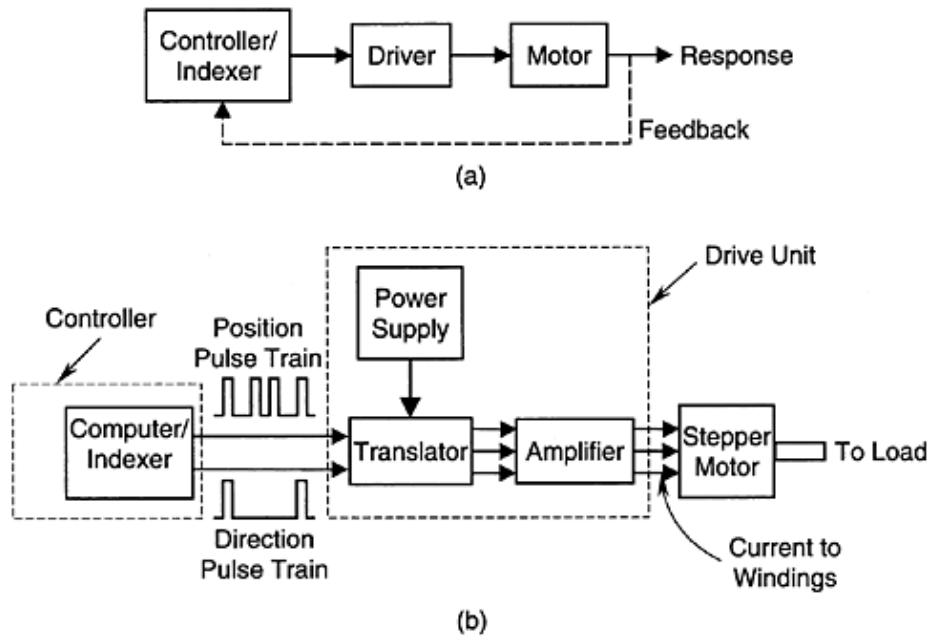 Controller/
Indexer
Driver
Motor
Response
Feedback
(a)
Drive Unit
Power
Supply
Controller
Position
Pulse Train
Computer/
Indexer
Translator
Amplifier
Stepper
Motor
To Load
Direction
Pulse Train
Current to
Windings
(b)